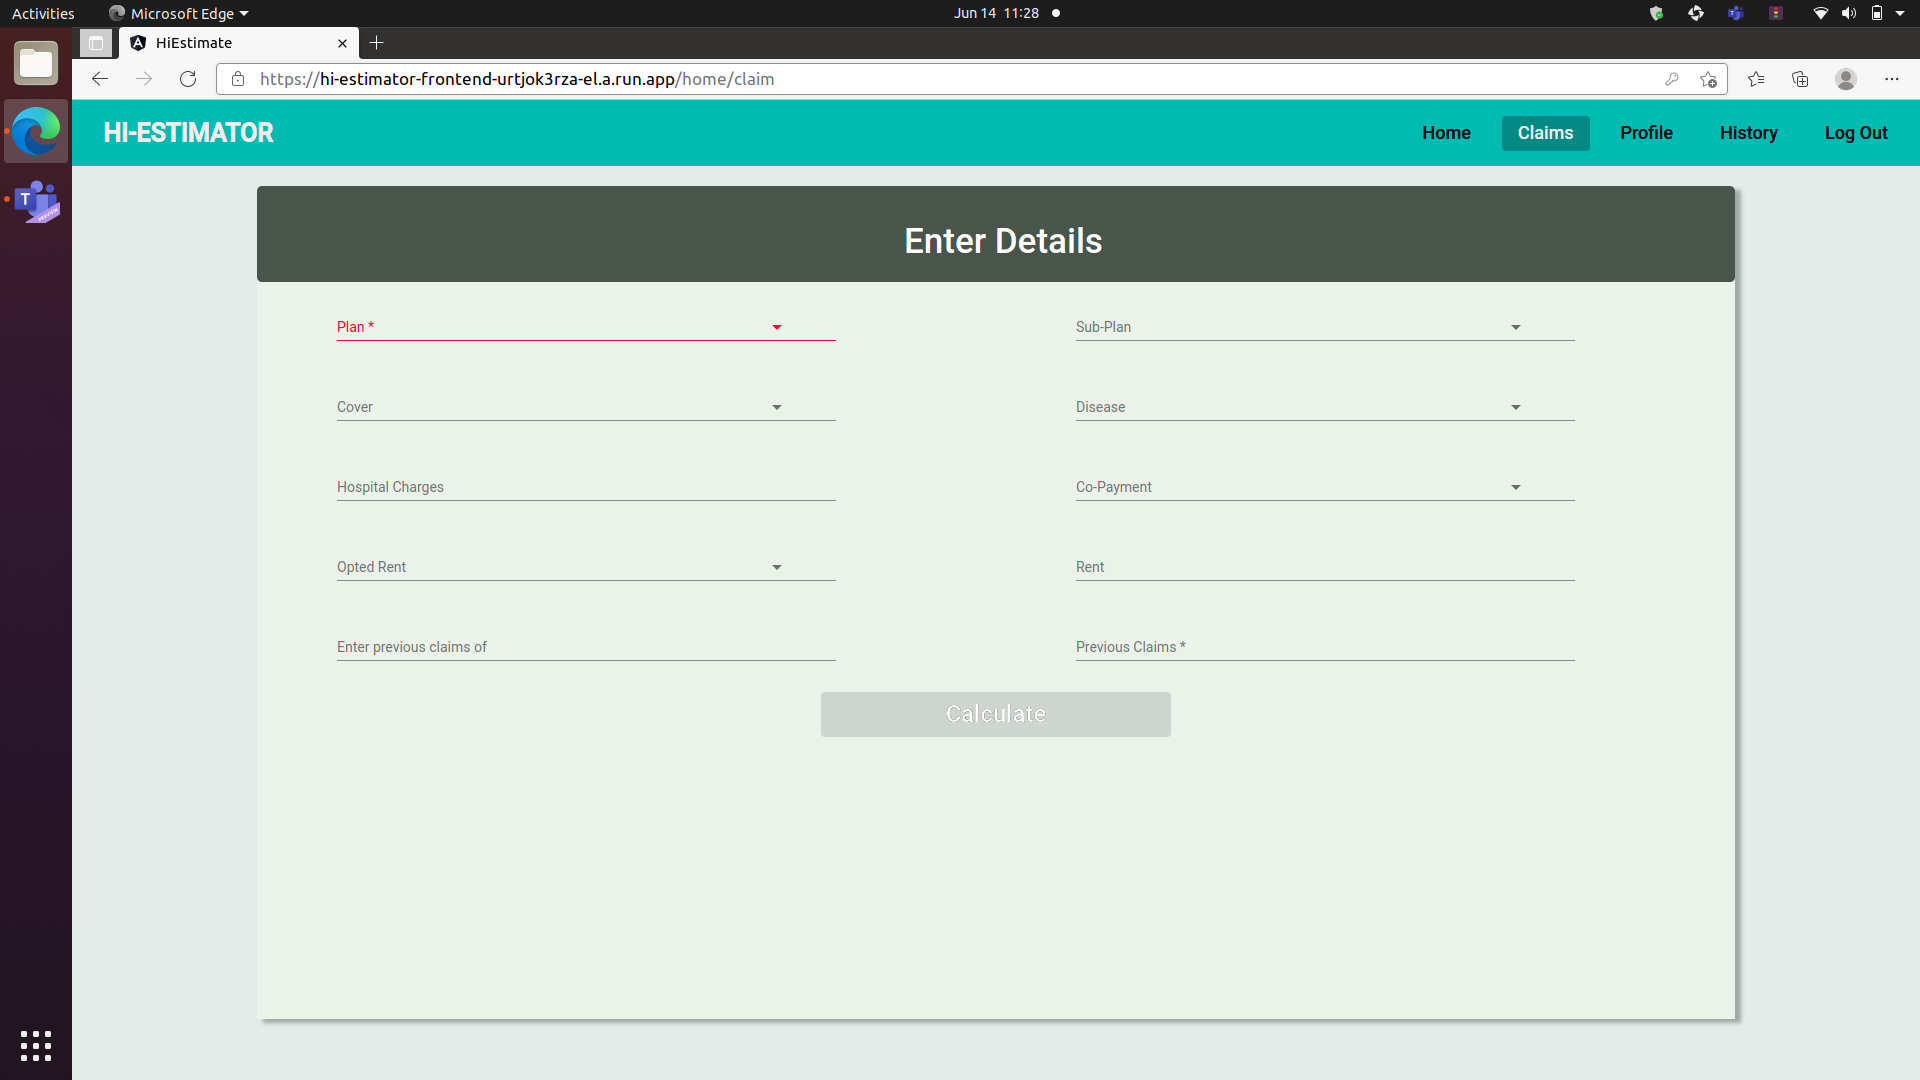 Activities
Microsoft Edge
Jun 14 11:28
HiEstimate
https://hi-estimator-frontend-urtjok3rza-el.a.run.app/home/claim
HI-ESTIMATOR
Home
Claims
Profile
History
Log Out
Enter Details
Plan *
Sub-Plan
Cover
Disease
Hospital Charges
Co-Payment
Opted Rent
Rent
Enter previous claims of
Previous Claims *
Calculate